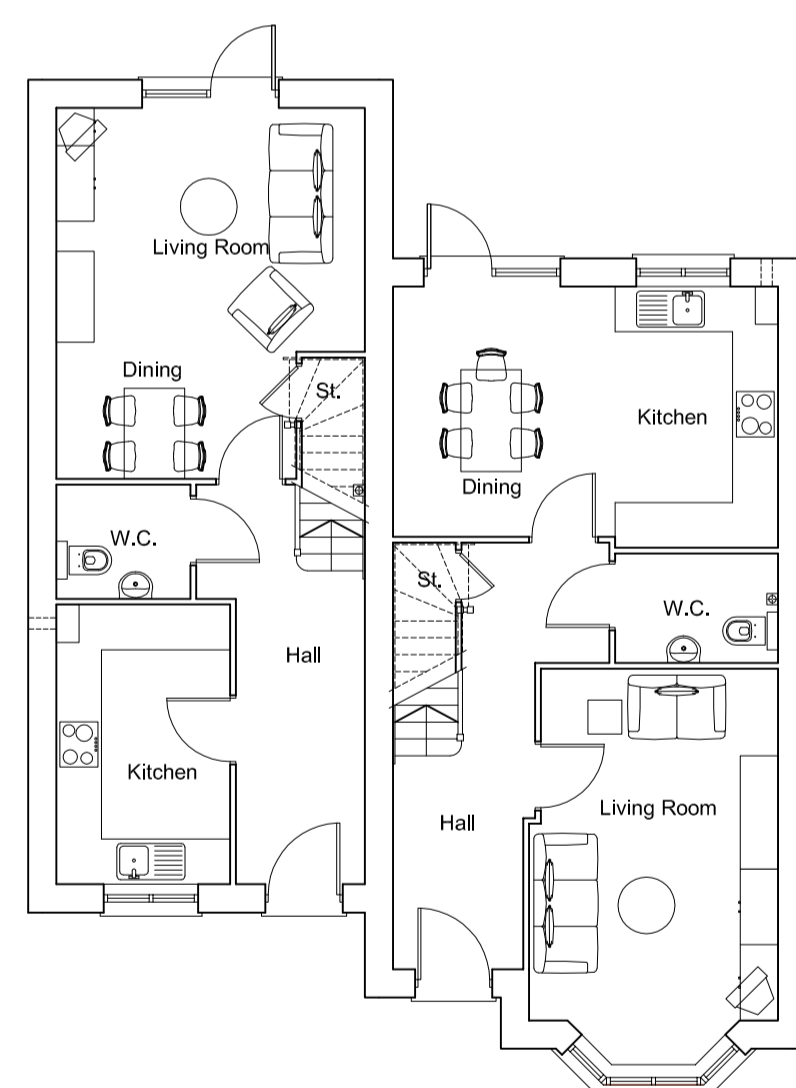 Living Room
Dining
St.
W.C.
Hall
Kitchen
Kitchen
Dining
St.
W.C.
Living Room
Hall